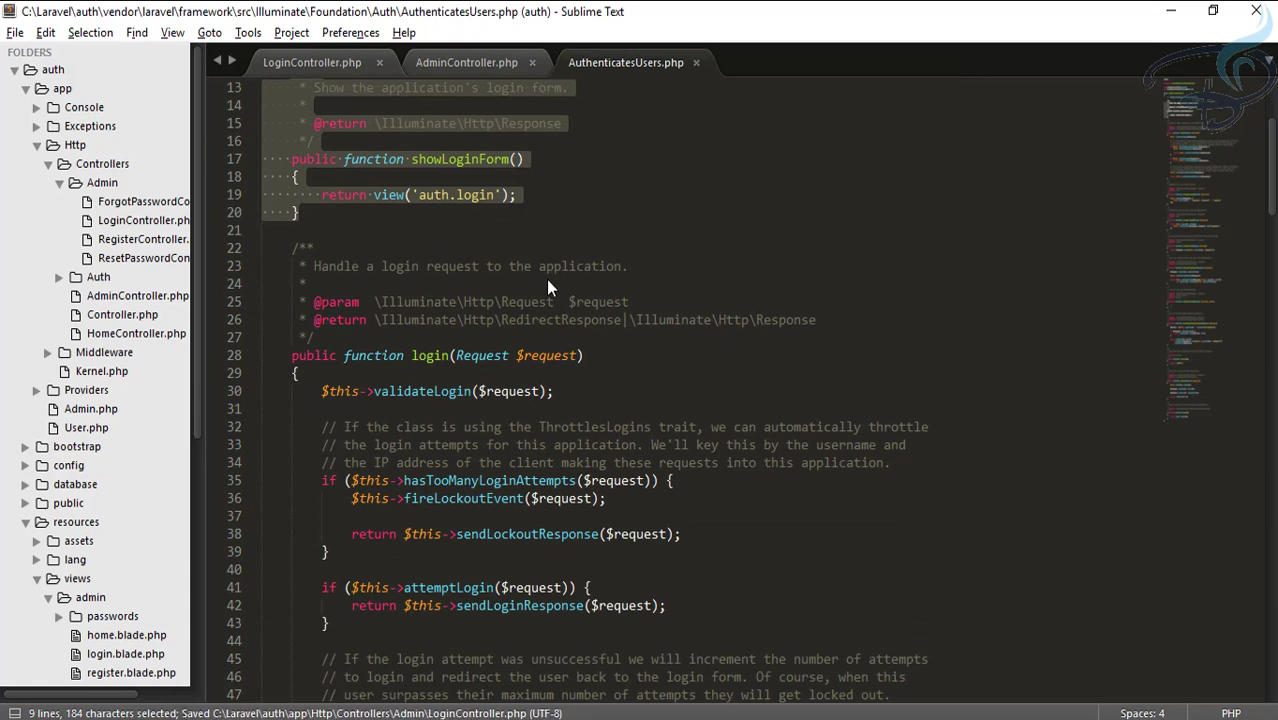 C:\Laravel\auth\vendor\laravel\framework\src\Illuminate\Foundation\Auth\AuthenticatesUsers.php (auth) - Sublime Text
File Edit Selection Find View Goto Tools Project Preferences Help
FOLDERS
auth
app
Console
Exceptions
Http
Controllers
Admin
ForgotPasswordCo
LoginController.ph
RegisterController.
ResetPasswordCon
Auth
AdminController.php
Controller.php
HomeController.php
Middleware
Kernel.php
Providers
Admin.php
User.php
bootstrap
config
database
public
resources
assets
lang
views
admin
passwords
home.blade.php
login.blade.php
register.blade.php
LoginController.php × AdminController.php × AuthenticatesUsers.php ×
13 * Show the application's login form.
14 *
15 * @return \Illuminate\Http\Response
16 */
17 public function showLoginForm()
18 {
19 return view('auth.login');
20 }
21
22 /**
23 * Handle a login request to the application.
24 *
25 * @param \Illuminate\Http\Request $request
26 * @return \Illuminate\Http\RedirectResponse|\Illuminate\Http\Response
27 */
28 public function login(Request $request)
29 {
30 $this->validateLogin($request);
31
32 // If the class is using the ThrottlesLogins trait, we can automatically throttle
33 // the login attempts for this application. We'll key this by the username and
34 // the IP address of the client making these requests into this application.
35 if ($this->hasTooManyLoginAttempts($request)) {
36 $this->fireLockoutEvent($request);
37
38 return $this->sendLockoutResponse($request);
39 }
40
41 if ($this->attemptLogin($request)) {
42 return $this->sendLoginResponse($request);
43 }
44
45 // If the login attempt was unsuccessful we will increment the number of attempts
46 // to login and redirect the user back to the login form. Of course, when this
47 // user surpasses their maximum number of attempts they will get locked out.
9 lines, 184 characters selected; Saved C:\Laravel\auth\app\Http\Controllers\Admin\LoginController.php (UTF-8) Spaces: 4 PHP